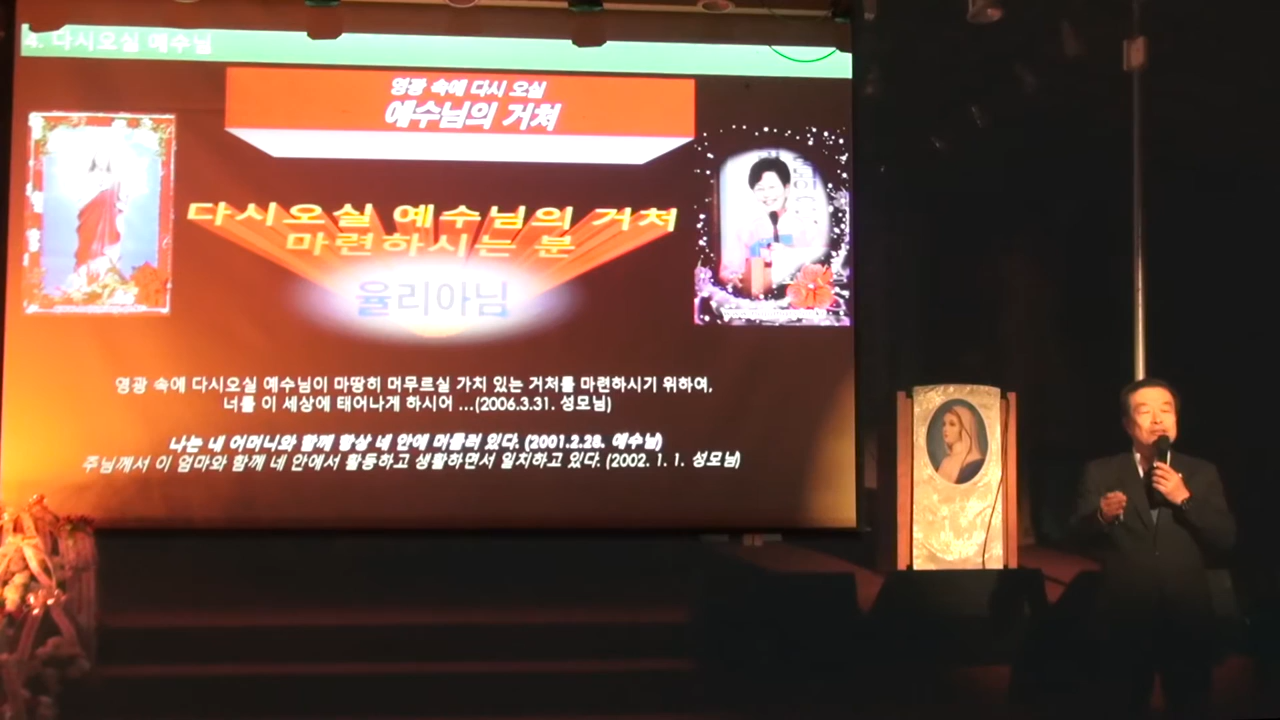 4. 다시오실 예수님
영광 속에 다시 오실
예수님의 거처
다시오실 예수님의 거처
마련하시는 분
율리아님
영광 속에 다시오실 예수님이 마땅히 머무르실 가치 있는 거처를 마련하시기 위하여,
너를 이 세상에 태어나게 하시어 ...(2006.3.31. 성모님)
나는 내 어머니와 함께 항상 네 안에 머물러 있다. (2001.2.28. 예수님)
주님께서 이 엄마와 함께 네 안에서 활동하고 생활하면서 일치하고 있다. (2002. 1. 1. 성모님)